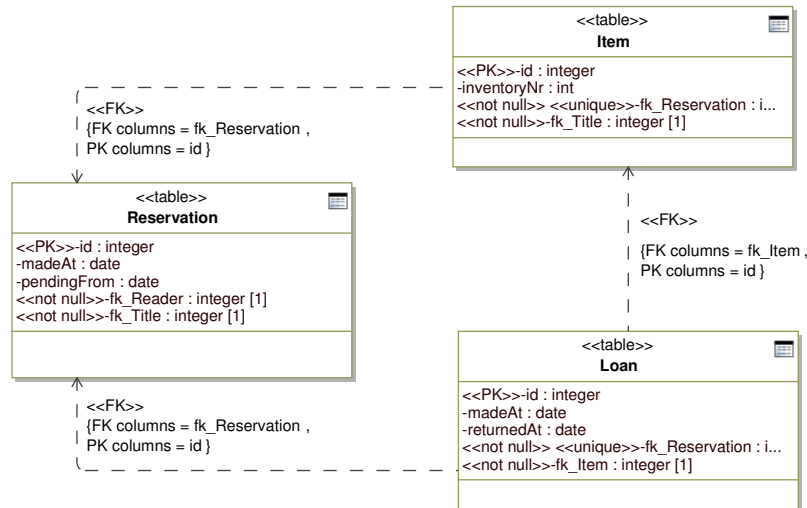 <<table>>
Item
<<PK>>-id : integer
-inventoryNr : int
<<not null>> <<unique>>-fk_Reservation : i...
<<not null>>-fk_Title : integer [1]
<<FK>>
{FK columns = fk_Reservation ,
PK columns = id }
<<table>>
Reservation
<<PK>>-id : integer
-madeAt : date
-pendingFrom : date
<<not null>>-fk_Reader : integer [1]
<<not null>>-fk_Title : integer [1]
<<FK>>
{FK columns = fk_Item ,
PK columns = id }
<<table>>
Loan
<<PK>>-id : integer
-madeAt : date
-returnedAt : date
<<not null>> <<unique>>-fk_Reservation : i...
<<not null>>-fk_Item : integer [1]
<<FK>>
{FK columns = fk_Reservation ,
PK columns = id }